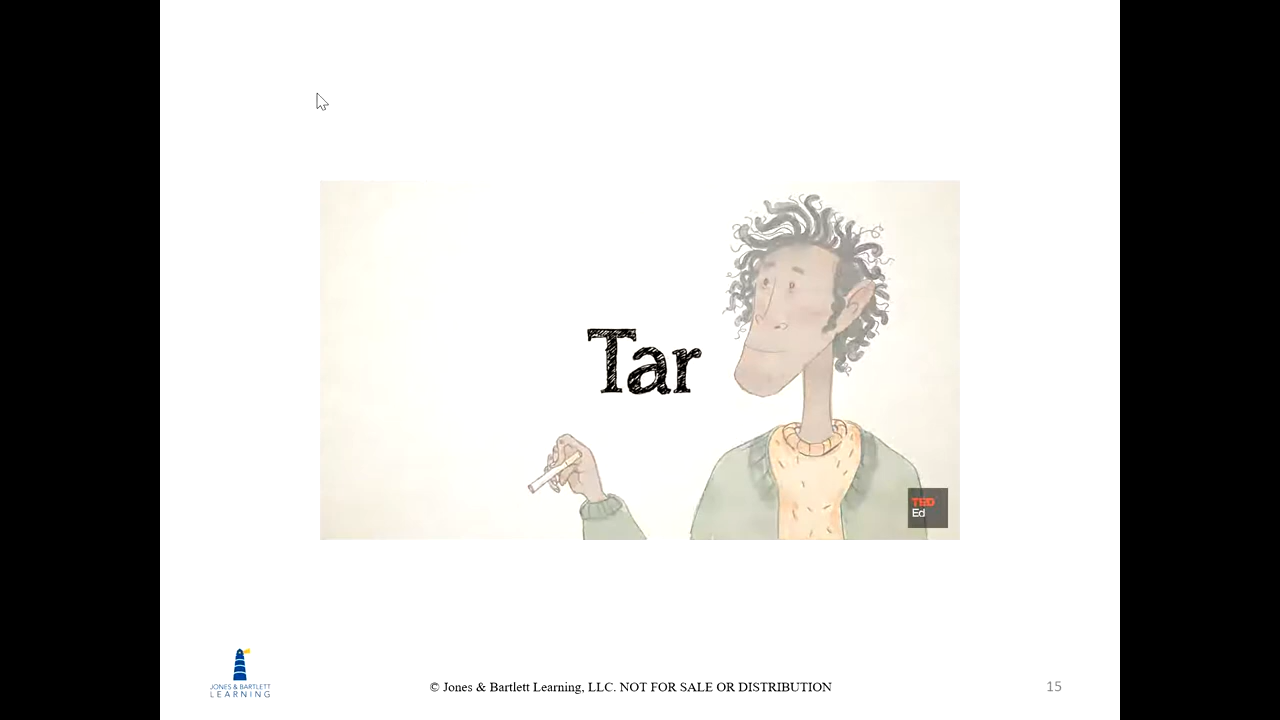 Tar
TED
Ed
JONES & BARTLETT
LEARNING
© Jones & Bartlett Learning, LLC. NOT FOR SALE OR DISTRIBUTION
15